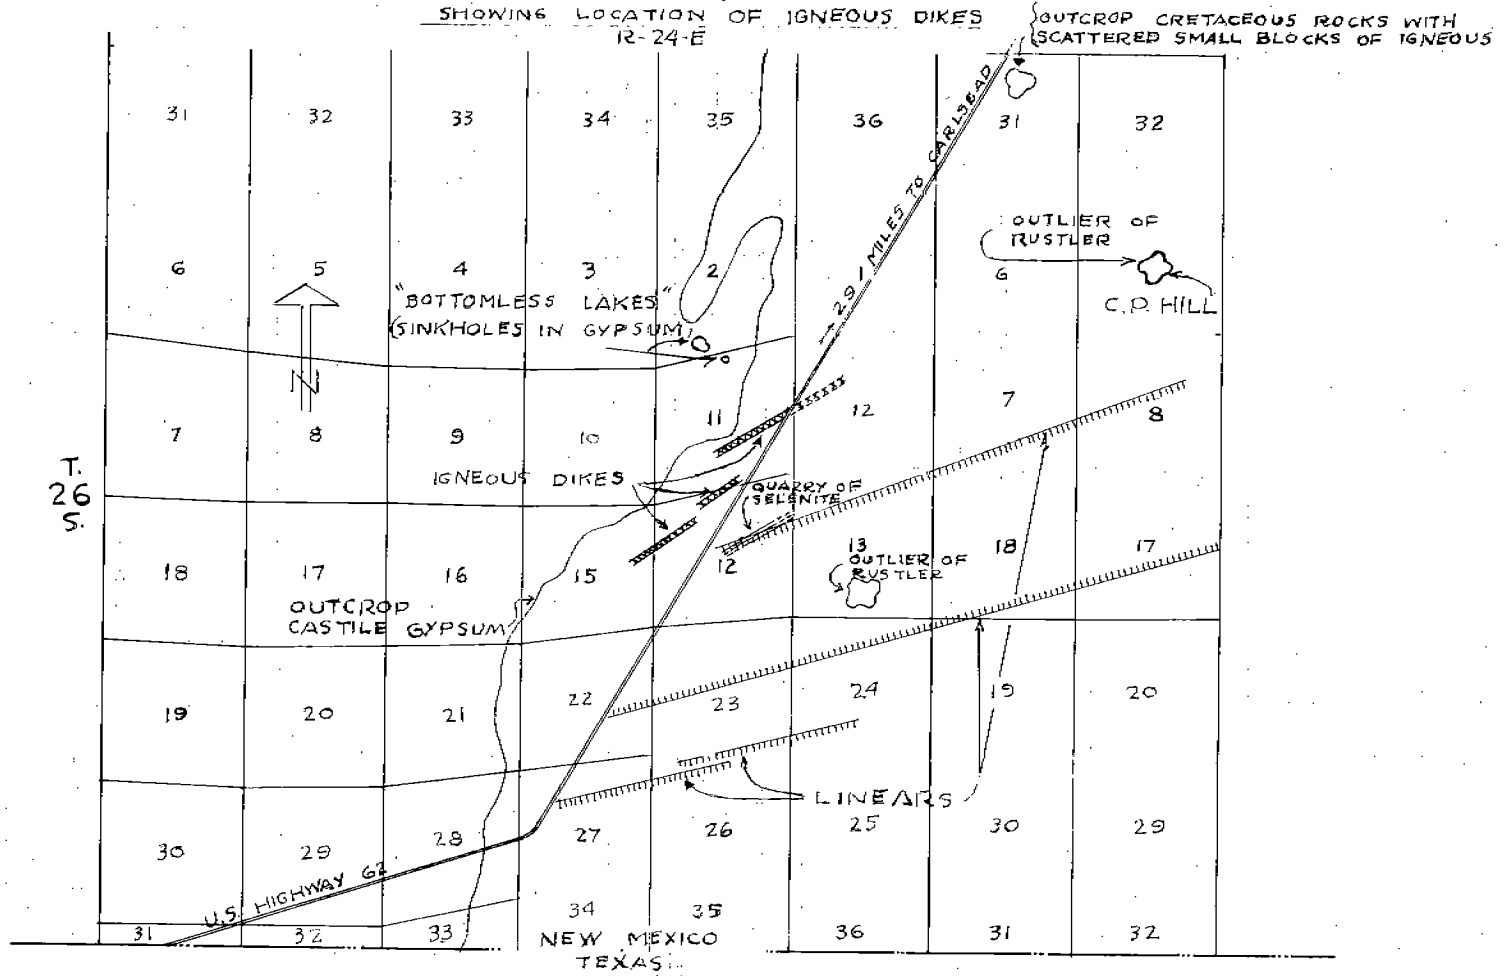 SHOWING LOCATION OF IGNEOUS DIKES
R-24-E
OUTCROP CRETACEOUS ROCKS WITH
SCATTERED SMALL BLOCKS OF IGNEOUS
31 32 33 34 35 36 31 32
→ 29 / MILES TO CARLSBAD
OUTLIER OF
RUSTLER
6 5 4 3 2 6
C.D. HILL
"BOTTOMLESS LAKES"
(SINKHOLES IN GYPSUM)
N
7 8 9 10 11 12 7 8
T.
26
S.
IGNEOUS DIKES
QUARRY OF
SELENITE
18 17 16 15 12 13 18 17
OUTLIER OF
RUSTLER
OUTCROP
CASTILE GYPSUM
19 20 21 22 23 24 19 20
LINEARS
30 29 28 27 26 25 30 29
U.S. HIGHWAY 62
31 32 33 34 35 36 31 32
NEW MEXICO
TEXAS